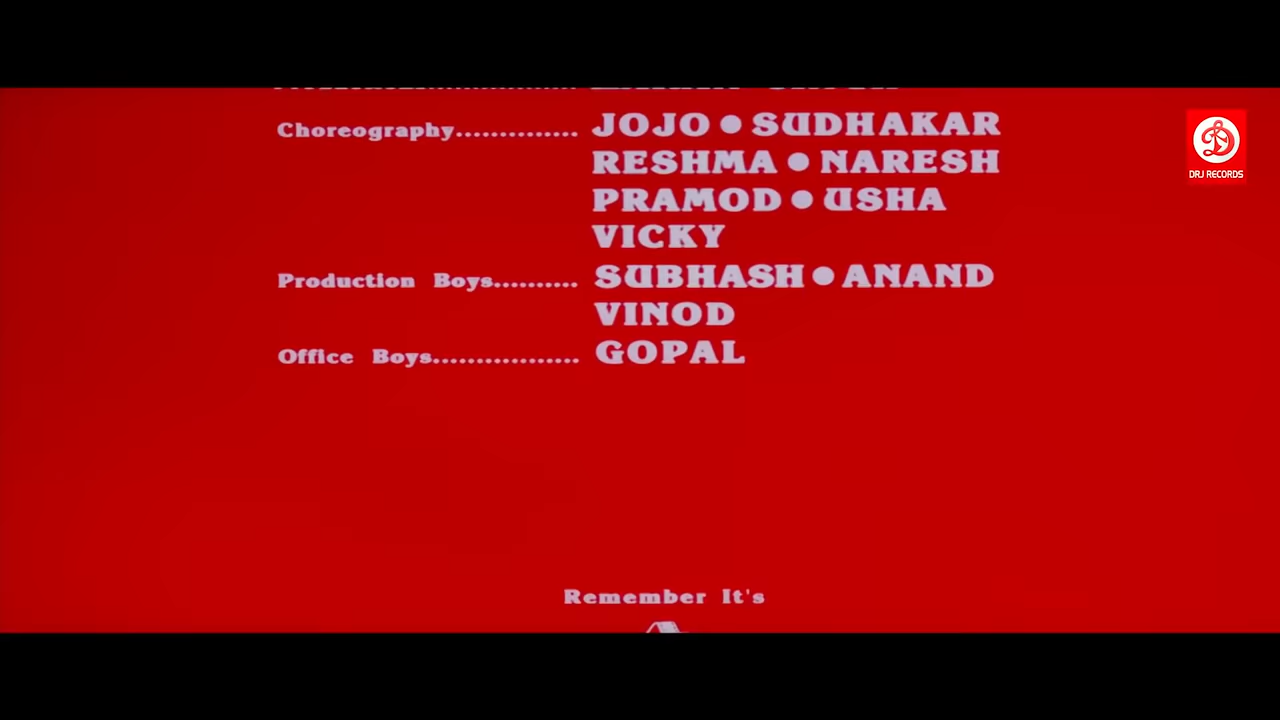 Choreography.............. JOJO ● SUDHAKAR
RESHMA ● NARESH
PRAMOD ● USHA
VICKY
Production Boys.......... SUBHASH ● ANAND
VINOD
Office Boys................. GOPAL
Remember It's
DRJ RECORDS